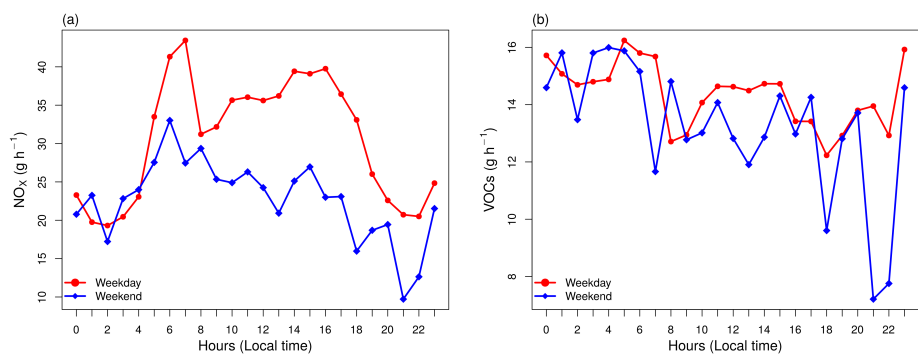 (a)
NOX (g h−1)
40
35
30
25
20
15
10
Weekday
Weekend
0 2 4 6 8 10 12 14 16 18 20 22
Hours (Local time)
(b)
VOCs (g h−1)
16
14
12
10
8
Weekday
Weekend
0 2 4 6 8 10 12 14 16 18 20 22
Hours (Local time)